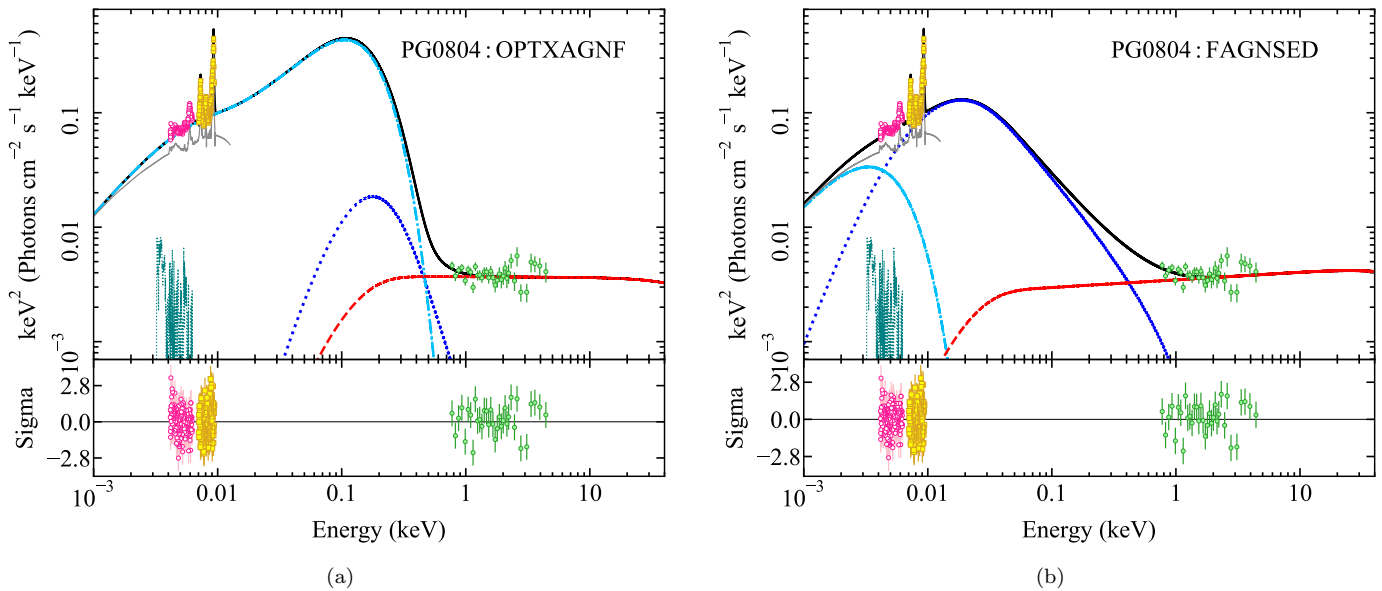 PG0804 : OPTXAGNF
keV² (Photons cm⁻² s⁻¹ keV⁻¹)
0.1
0.01
10⁻³
Sigma
2.8
0.0
−2.8
10⁻³ 0.01 0.1 1 10
Energy (keV)
(a)
PG0804 : FAGNSED
keV² (Photons cm⁻² s⁻¹ keV⁻¹)
0.1
0.01
10⁻³
Sigma
2.8
0.0
−2.8
10⁻³ 0.01 0.1 1 10
Energy (keV)
(b)